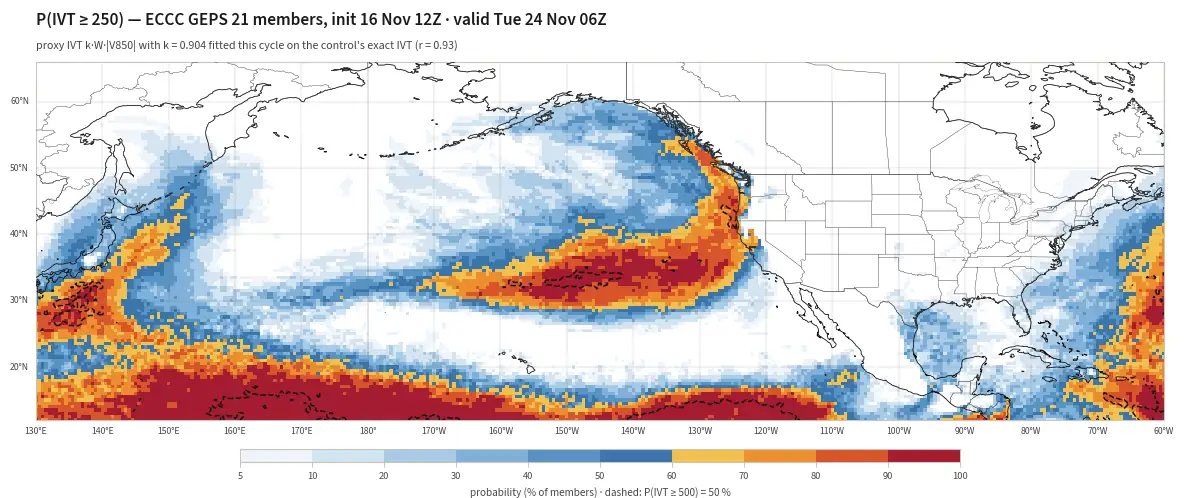 P(IVT ≥ 250) — ECCC GEPS 21 members, init 16 Nov 12Z · valid Tue 24 Nov 06Z
proxy IVT k·W·|V850| with k = 0.904 fitted this cycle on the control's exact IVT (r = 0.93)
60°N
50°N
40°N
30°N
20°N
130°E 140°E 150°E 160°E 170°E 180° 170°W 160°W 150°W 140°W 130°W 120°W 110°W 100°W 90°W 80°W 70°W 60°W
5 10 20 30 40 50 60 70 80 90 100
probability (% of members) · dashed: P(IVT ≥ 500) = 50 %